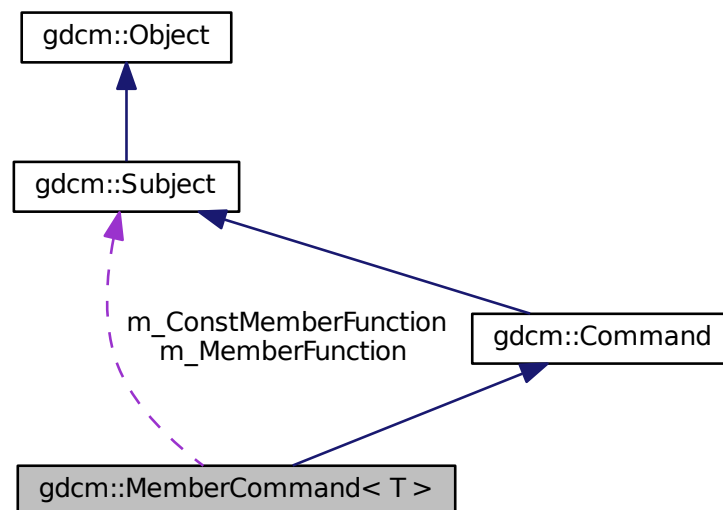 gdcm::Object
gdcm::Subject
m_ConstMemberFunction
m_MemberFunction
gdcm::Command
gdcm::MemberCommand< T >